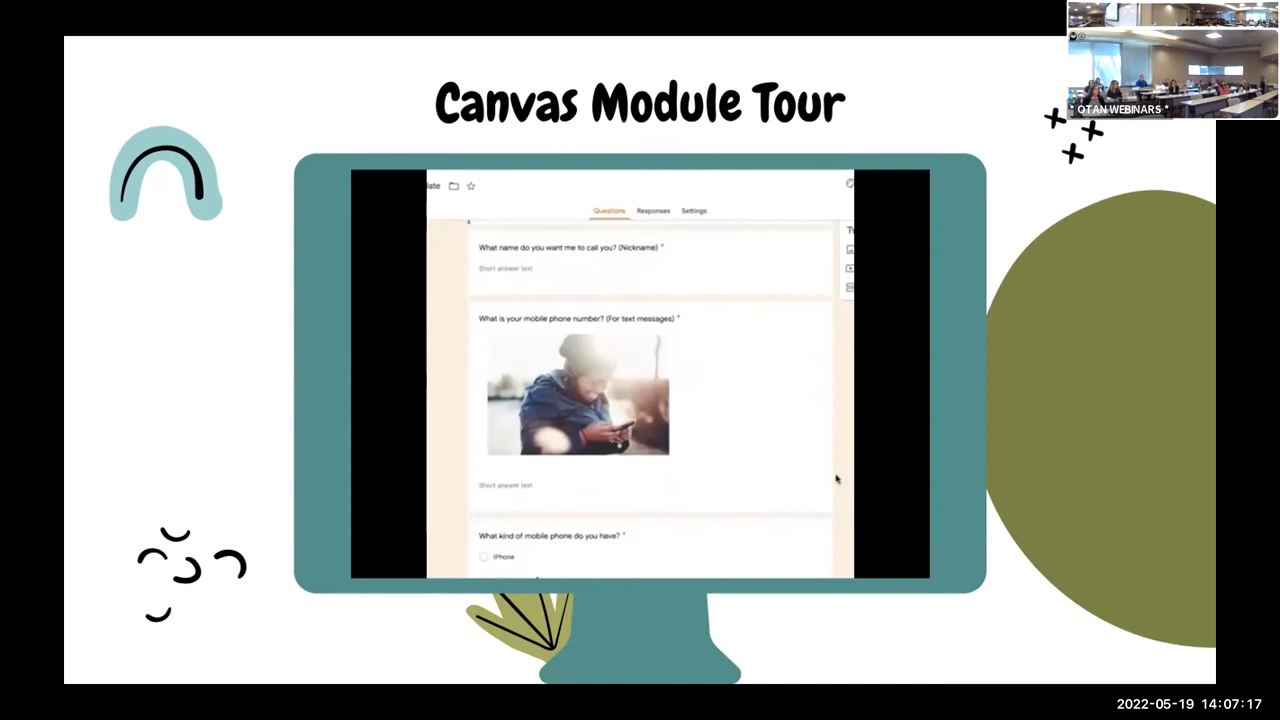 Canvas Module Tour
* OTAN WEBINARS *
Questions Responses Settings
What name do you want me to call you? (Nickname) *
Short answer text
What is your mobile phone number? (For text messages) *
Short answer text
What kind of mobile phone do you have? *
iPhone
2022-05-19 14:07:17